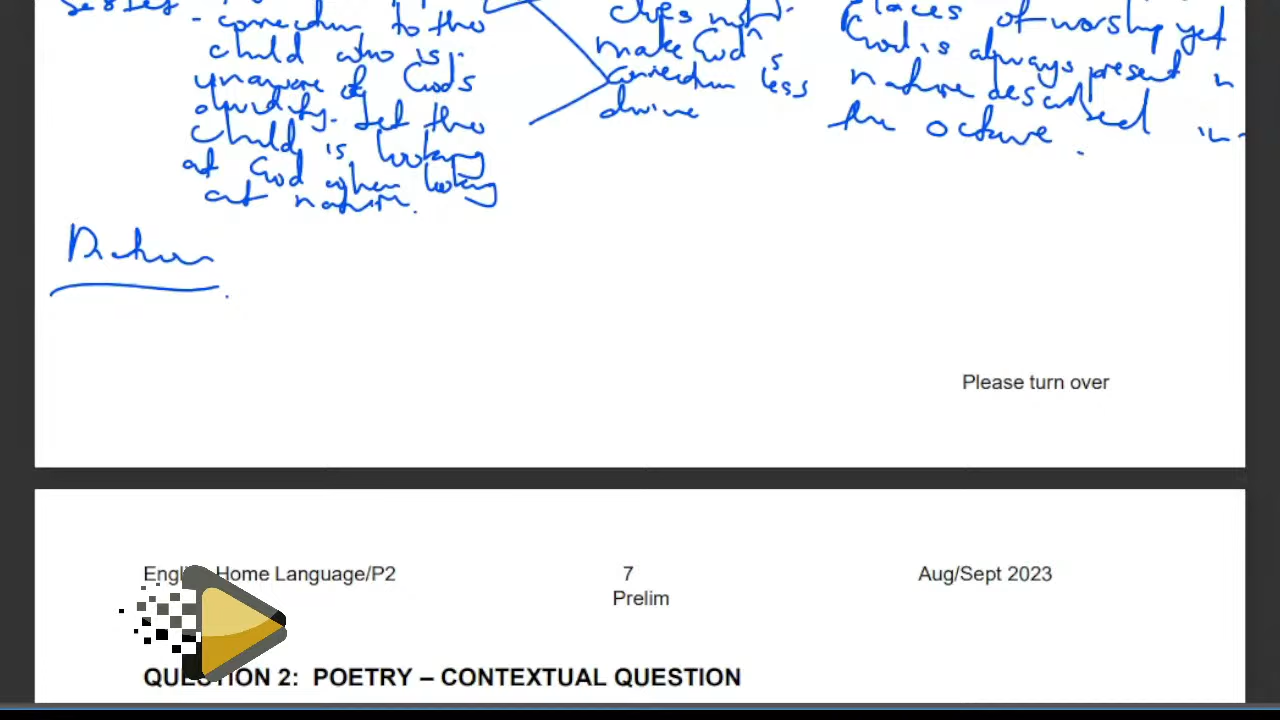 - connection to the
child who is
unaware of God's
divinity. Yet the
child is looking
at God when looking
at nature.
does not
make God's
connection less
divine
Places of worship yet
God is always present in
nature described in
the octave.
Diction
Please turn over
English Home Language/P2 7 Aug/Sept 2023
Prelim
QUESTION 2: POETRY – CONTEXTUAL QUESTION